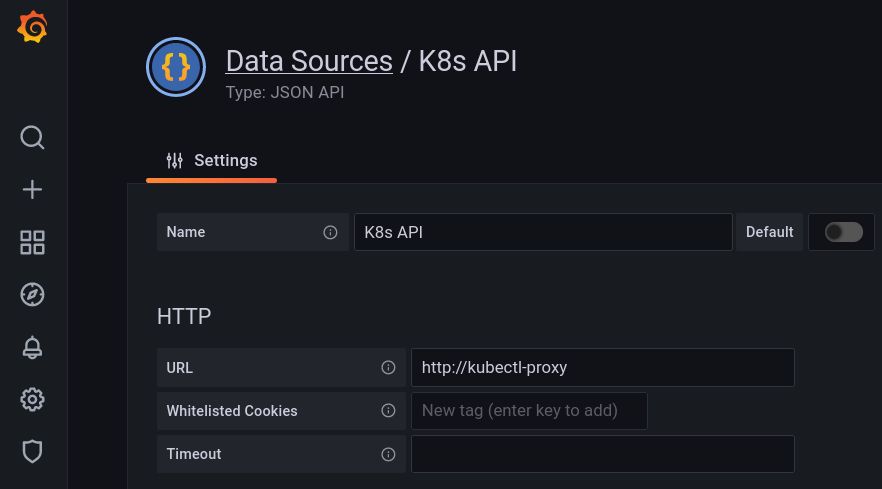 Data Sources / K8s API
Type: JSON API
Settings
Name K8s API Default
HTTP
URL http://kubectl-proxy
Whitelisted Cookies New tag (enter key to add)
Timeout